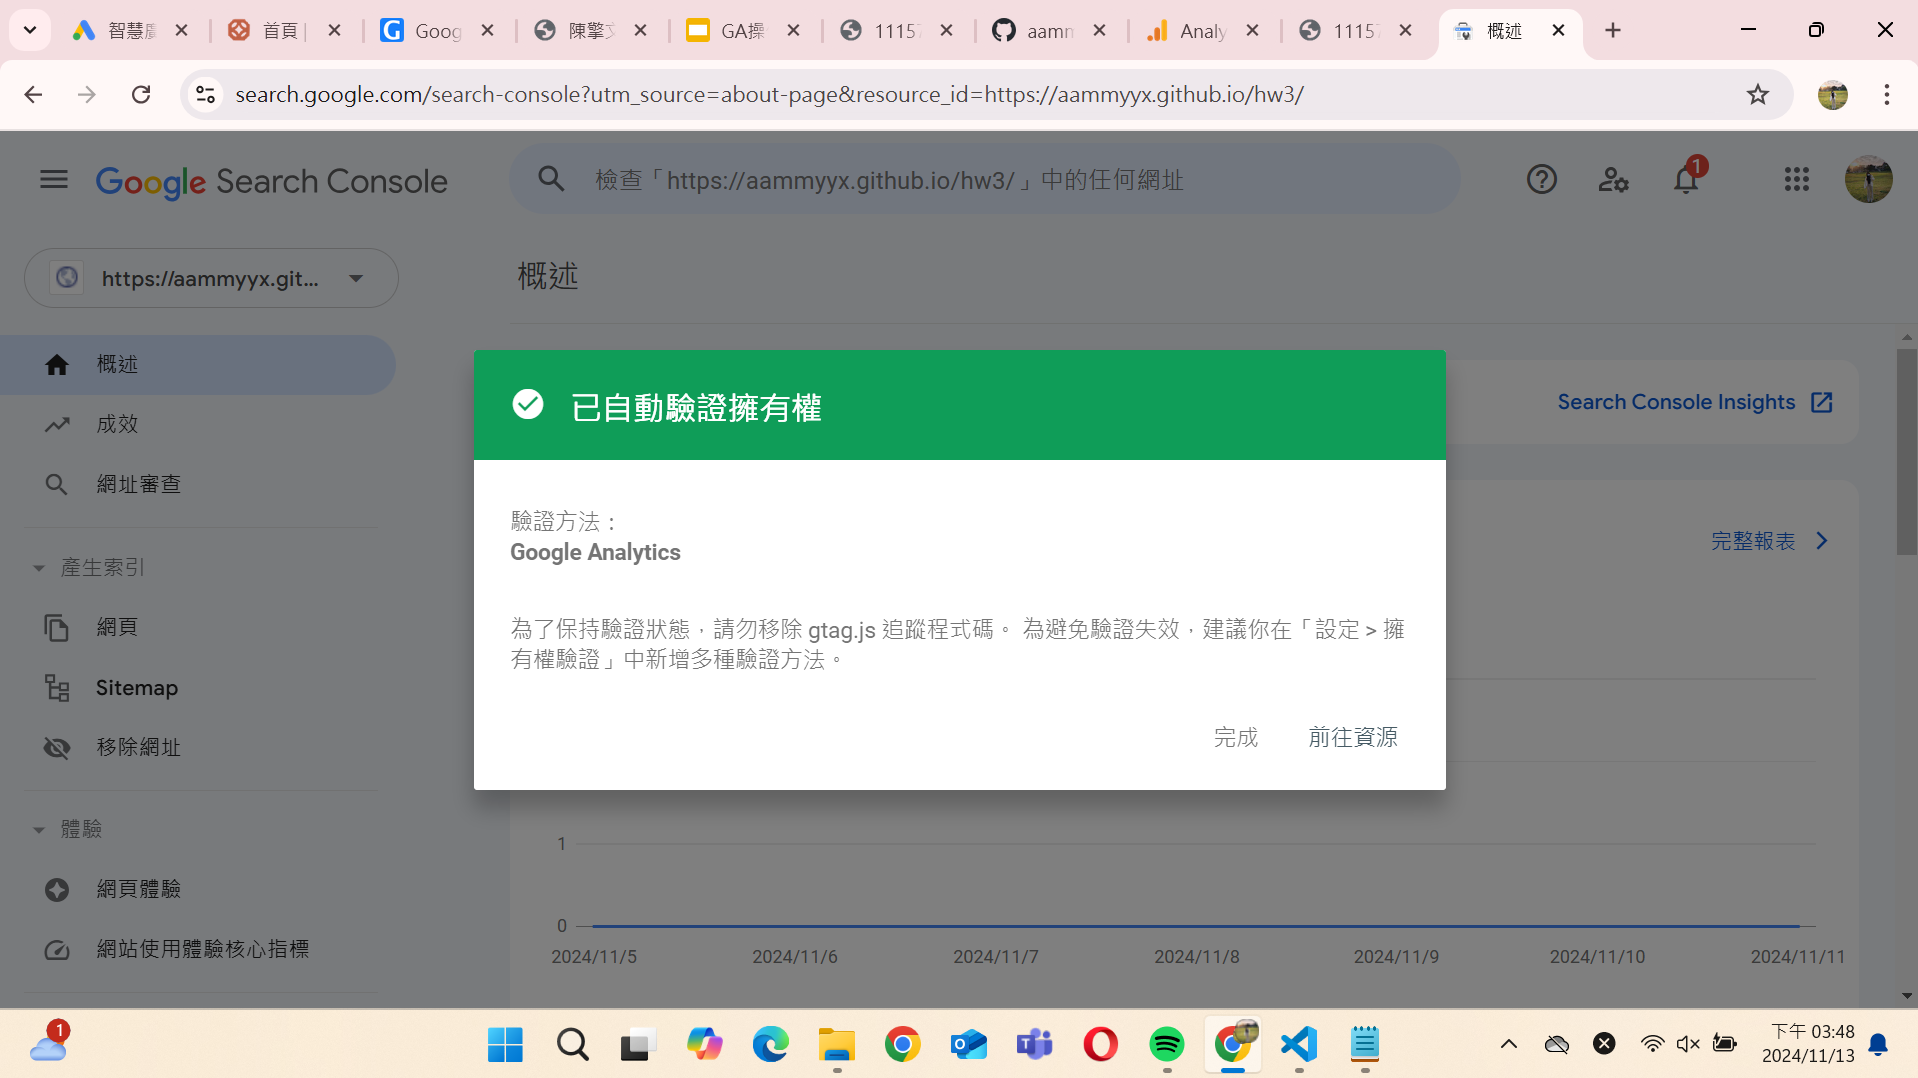 智慧廣
首頁 |
Goog
陳擎文
GA操
11157
aamm
Analy
11157
概述
search.google.com/search-console?utm_source=about-page&resource_id=https://aammyyx.github.io/hw3/
Google Search Console
檢查「https://aammyyx.github.io/hw3/」中的任何網址
1
https://aammyyx.git...
概述
概述
成效
網址審查
產生索引
網頁
Sitemap
移除網址
體驗
網頁體驗
網站使用體驗核心指標
Search Console Insights
完整報表
已自動驗證擁有權
驗證方法：
Google Analytics
為了保持驗證狀態，請勿移除 gtag.js 追蹤程式碼。 為避免驗證失效，建議你在「設定 > 擁
有權驗證」中新增多種驗證方法。
完成
前往資源
1
0
2024/11/5
2024/11/6
2024/11/7
2024/11/8
2024/11/9
2024/11/10
2024/11/11
1
下午 03:48
2024/11/13